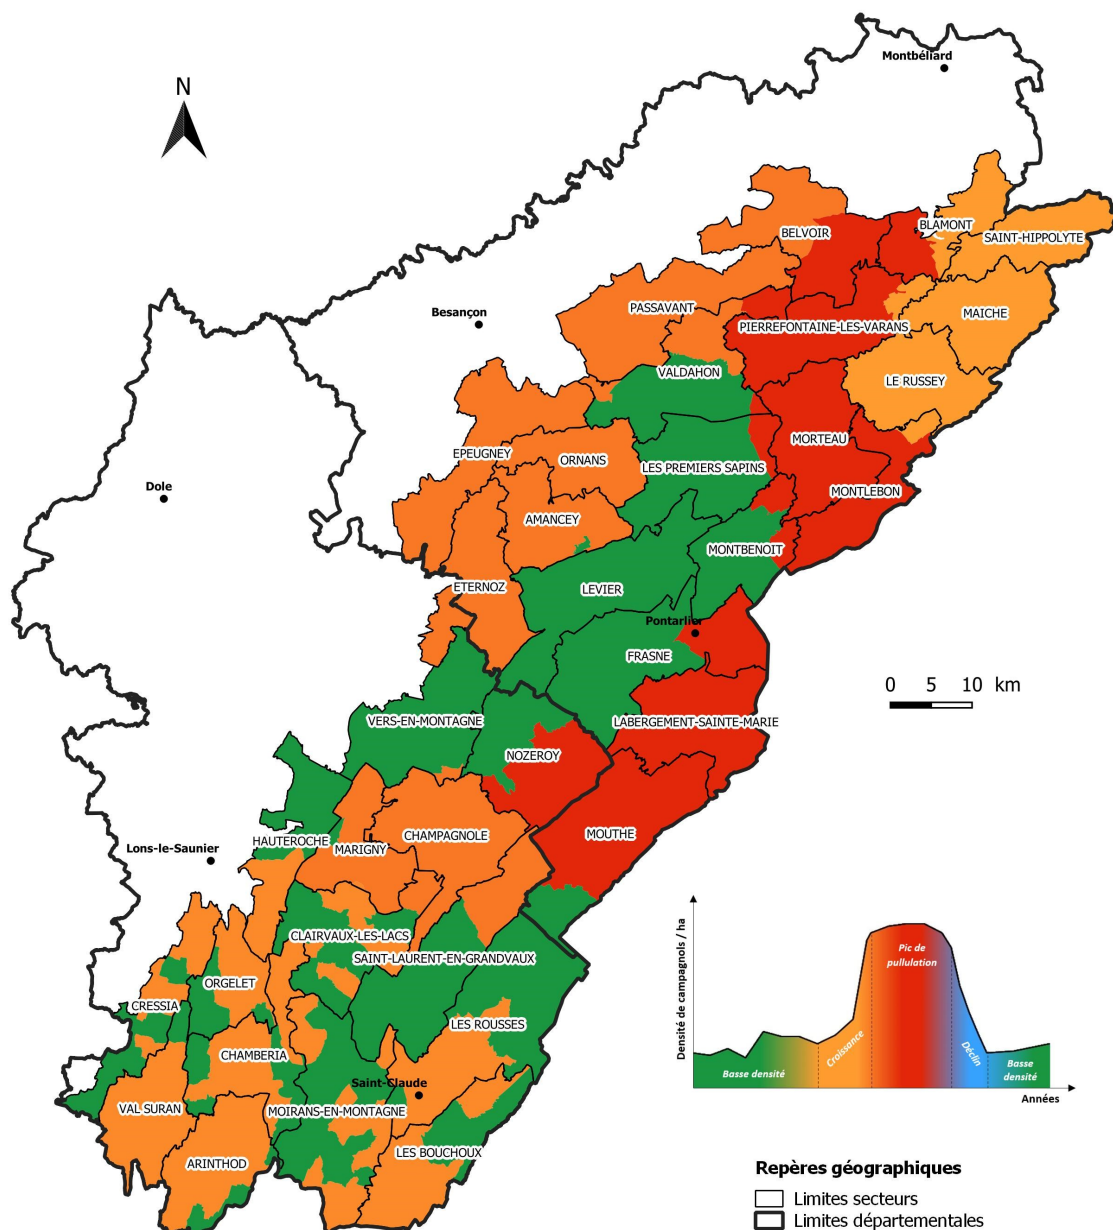 Montbéliard
N
BLAMONT
BELVOIR
SAINT-HIPPOLYTE
PASSAVANT
Besançon
MAICHE
PIERREFONTAINE-LES-VARANS
VALDAHON
LE RUSSEY
MORTEAU
EPEUGNEY
ORNANS
LES PREMIERS SAPINS
Dole
MONTLEBON
AMANCEY
MONTBENOIT
ETERNOZ
LEVIER
Pontarlier
FRASNE
0 5 10 km
VERS-EN-MONTAGNE
LABERGEMENT-SAINTE-MARIE
NOZEROY
MOUTHE
CHAMPAGNOLE
HAUTEROCHE
MARIGNY
Lons-le-Saunier
CLAIRVAUX-LES-LACS
SAINT-LAURENT-EN-GRANDVAUX
ORGELET
CRESSIA
LES ROUSSES
CHAMBERIA
Saint-Claude
VAL SURAN
MOIRANS-EN-MONTAGNE
LES BOUCHOUX
ARINTHOD
Densité de campagnols / ha
Pic de
pullulation
Croissance
Déclin
Basse densité
Basse
densité
Années
Repères géographiques
Limites secteurs
Limites départementales